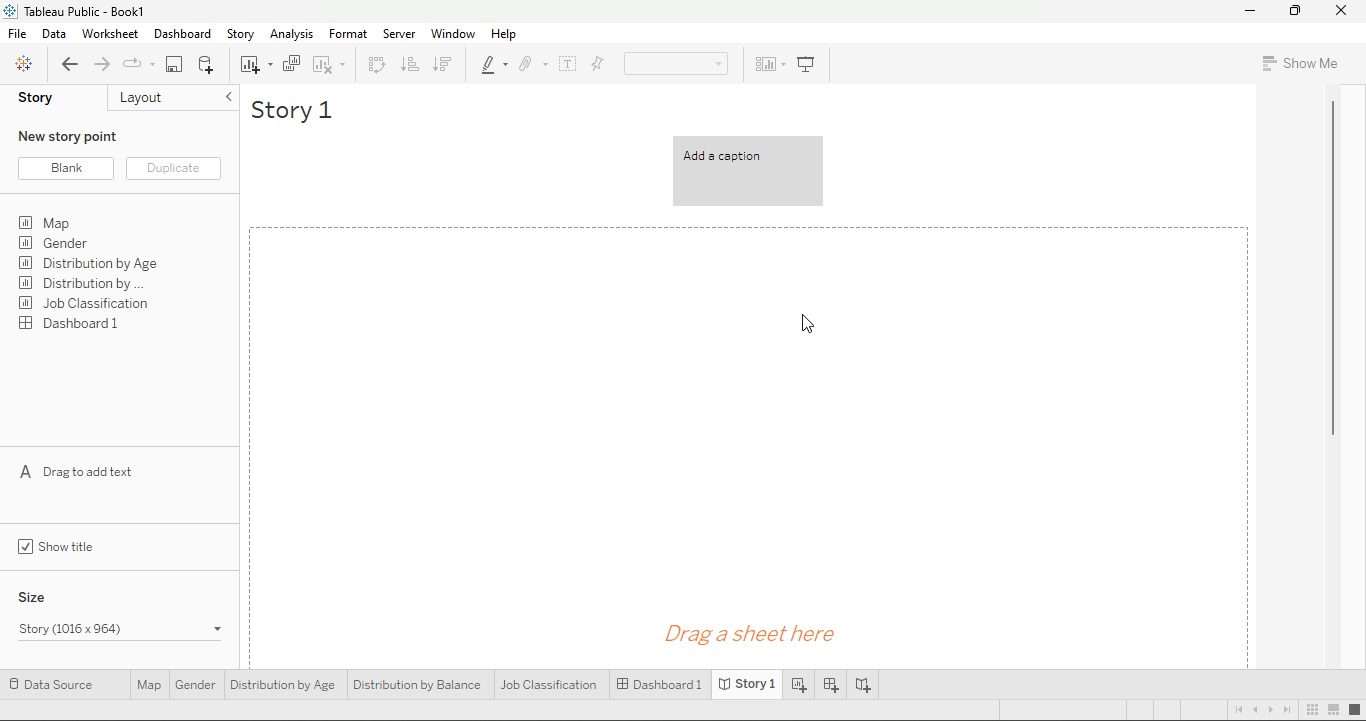 Tableau Public - Book1
File Data Worksheet Dashboard Story Analysis Format Server Window Help
Show Me
Story Layout
New story point
Blank Duplicate
Map
Gender
Distribution by Age
Distribution by ...
Job Classification
Dashboard 1
A Drag to add text
Show title
Size
Story (1016 x 964)
Story 1
Add a caption
Drag a sheet here
Data Source Map Gender Distribution by Age Distribution by Balance Job Classification Dashboard 1 Story 1